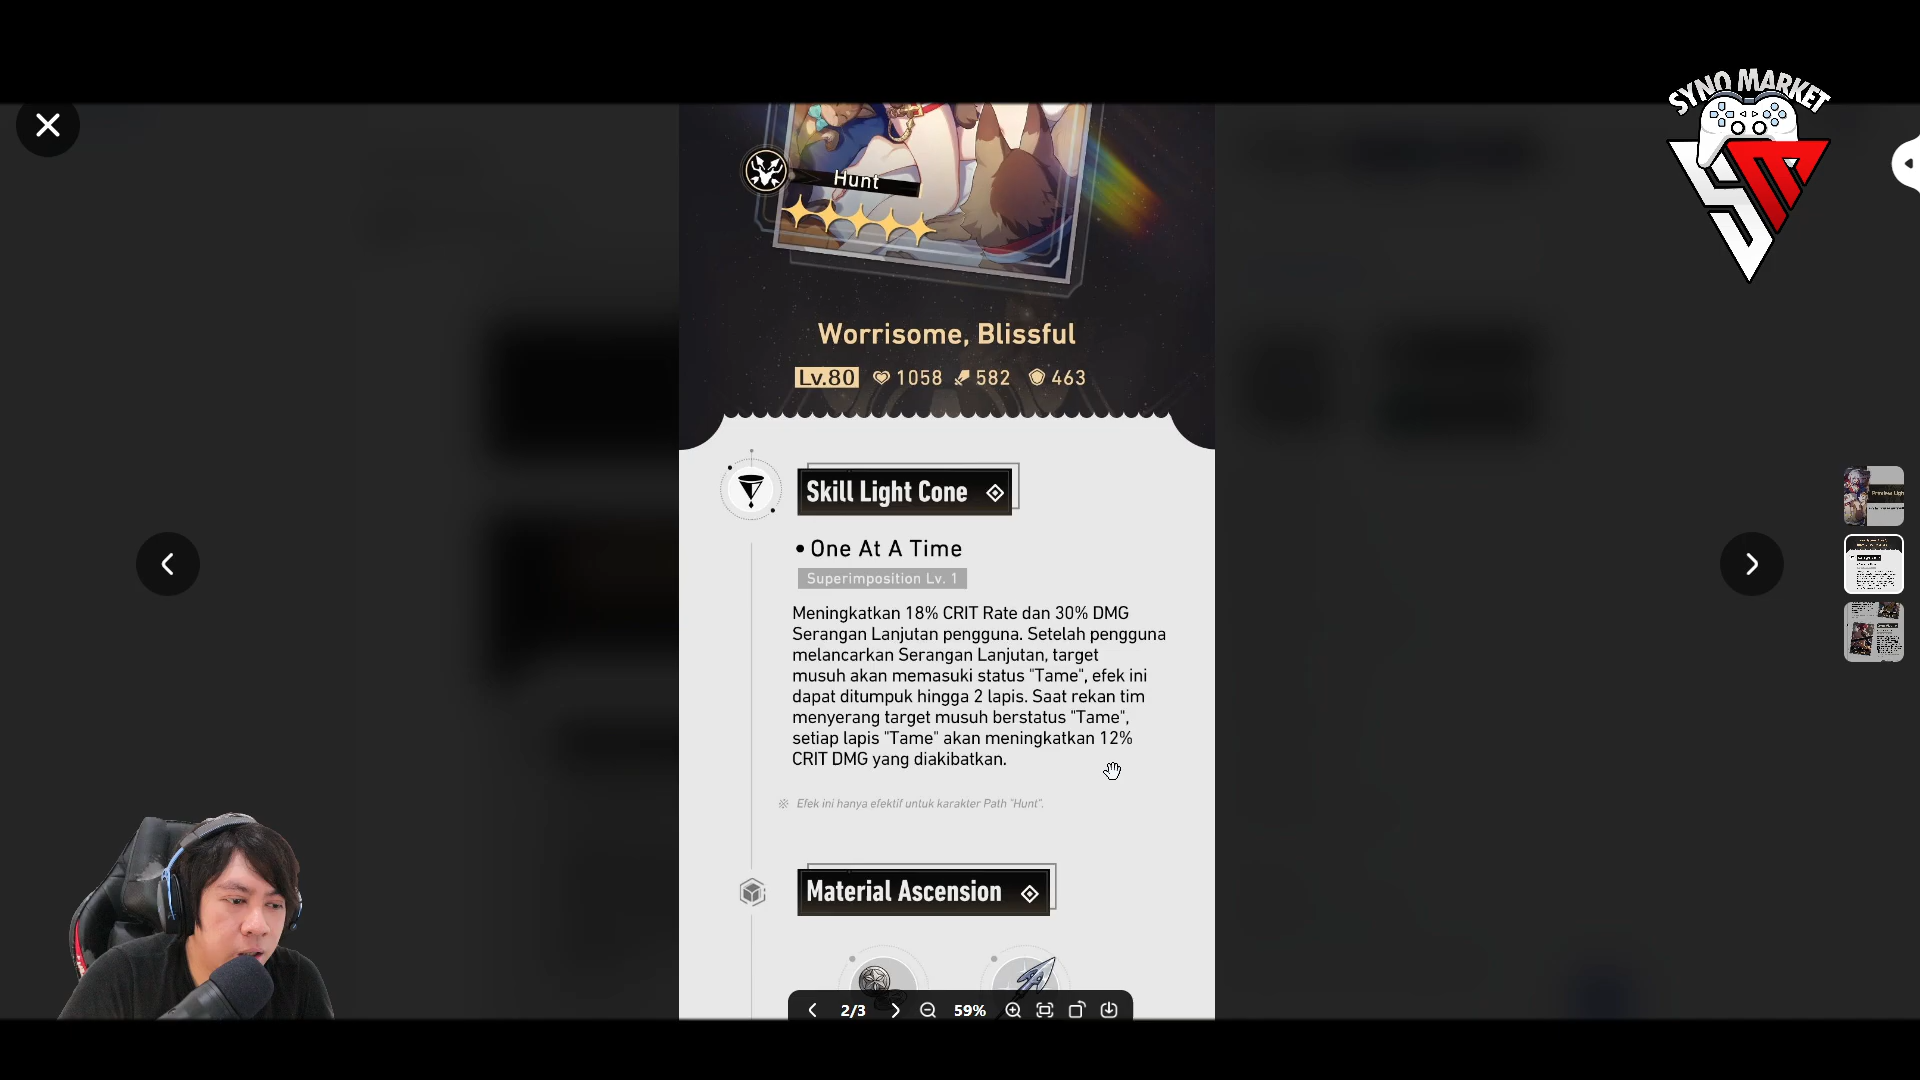 SYNO MARKET
Hunt
Worrisome, Blissful
Lv.80 1058 582 463
Skill Light Cone
• One At A Time
Superimposition Lv. 1
Meningkatkan 18% CRIT Rate dan 30% DMG
Serangan Lanjutan pengguna. Setelah pengguna
melancarkan Serangan Lanjutan, target
musuh akan memasuki status "Tame", efek ini
dapat ditumpuk hingga 2 lapis. Saat rekan tim
menyerang target musuh berstatus "Tame",
setiap lapis "Tame" akan meningkatkan 12%
CRIT DMG yang diakibatkan.
※ Efek ini hanya efektif untuk karakter Path "Hunt".
Material Ascension
2/3 59%